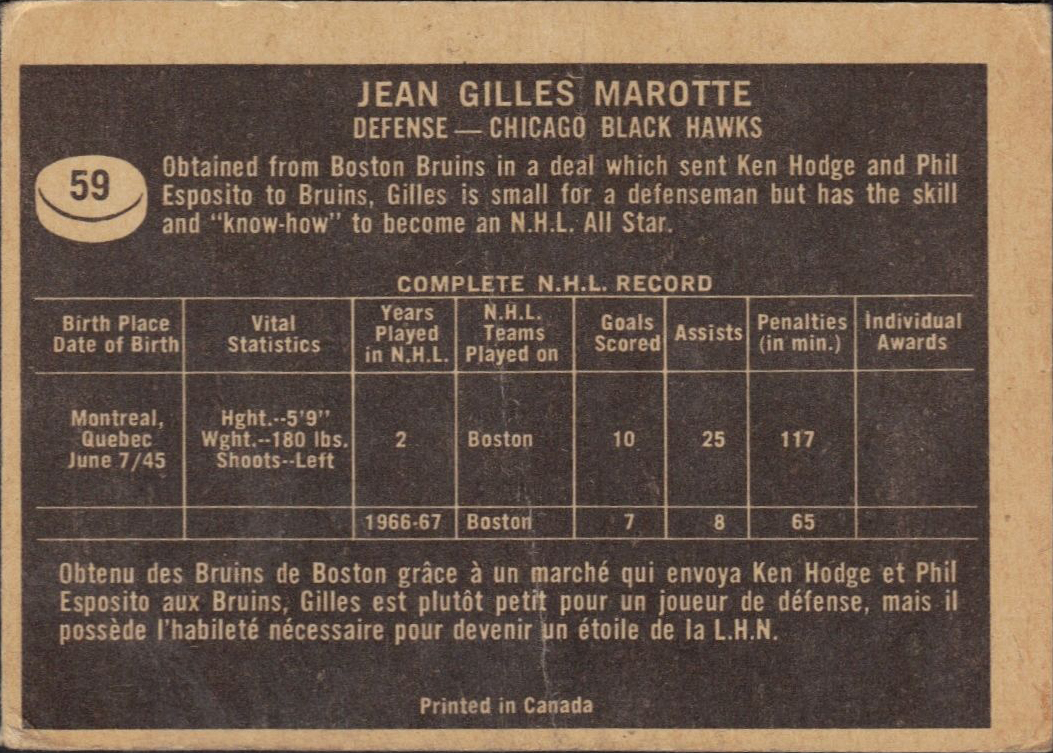 JEAN GILLES MAROTTE
DEFENSE — CHICAGO BLACK HAWKS
59
Obtained from Boston Bruins in a deal which sent Ken Hodge and Phil
Esposito to Bruins, Gilles is small for a defenseman but has the skill
and "know-how" to become an N.H.L. All Star.
COMPLETE N.H.L. RECORD
Birth Place
Date of Birth
Vital
Statistics
Years
Played
in N.H.L.
N.H.L.
Teams
Played on
Goals
Scored
Assists
Penalties
(in min.)
Individual
Awards
Montreal,
Quebec
June 7/45
Hght.--5'9''
Wght.--180 lbs.
Shoots--Left
2
Boston
10
25
117
1966-67
Boston
7
8
65
Obtenu des Bruins de Boston grâce à un marché qui envoya Ken Hodge et Phil
Esposito aux Bruins, Gilles est plutôt petit pour un joueur de défense, mais il
possède l'habileté nécessaire pour devenir un étoile de la L.H.N.
Printed in Canada